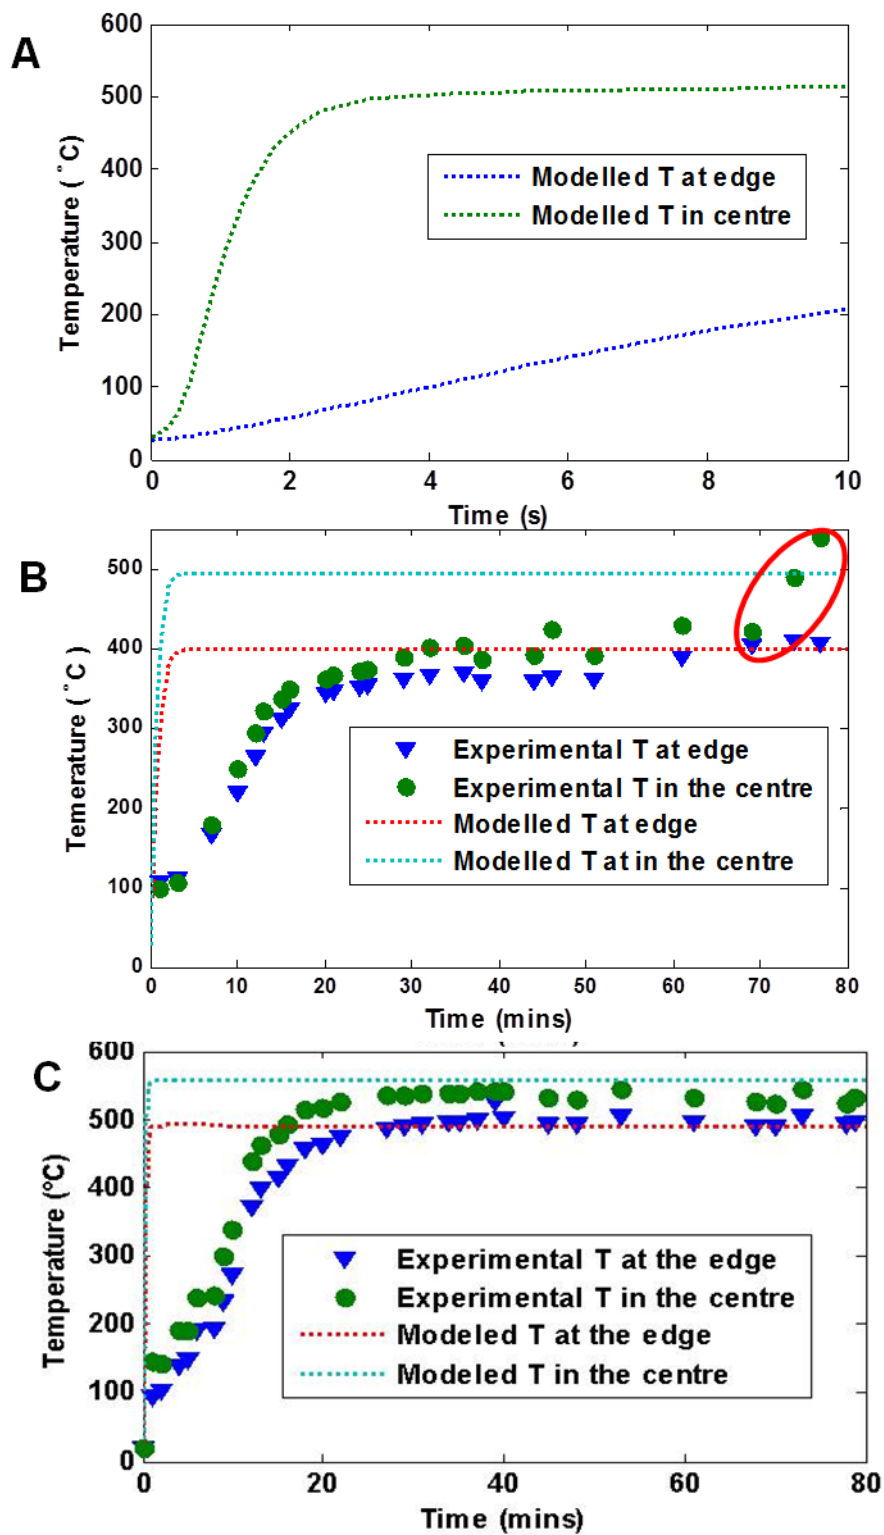 A
600
500
400
300
200
100
0
Temperature (˚C)
Modelled T at edge
Modelled T in centre
0 2 4 6 8 10
Time (s)
B
500
400
300
200
100
0
Temerature (˚C )
Experimental T at edge
Experimental T in the centre
Modelled T at edge
Modelled T at in the centre
0 10 20 30 40 50 60 70 80
Time (mins)
C
600
500
400
300
200
100
0
Temperature (°C)
Experimental T at the edge
Experimental T in the centre
Modeled T at the edge
Modeled T in the centre
0 20 40 60 80
Time (mins)